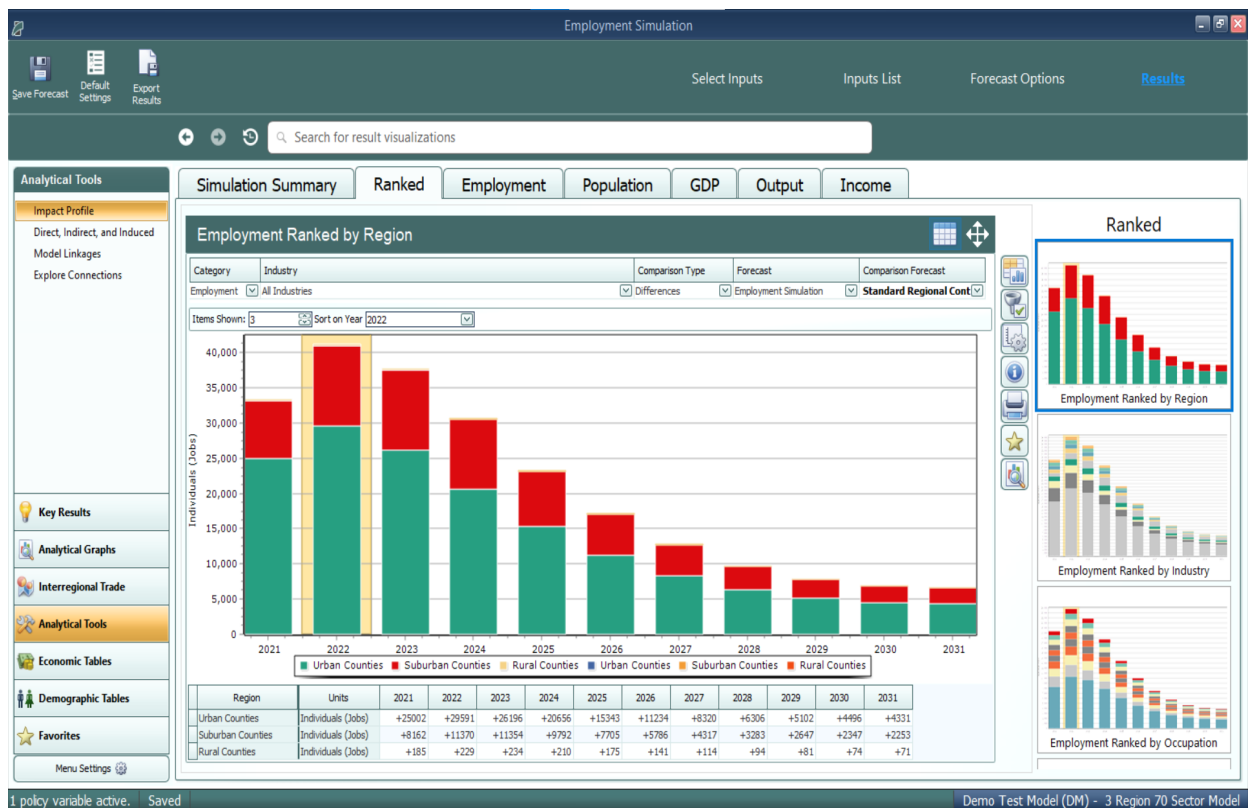 Employment Simulation
Save Forecast
Default Settings
Export Results
Select Inputs Inputs List Forecast Options Results
Search for result visualizations
Analytical Tools
Impact Profile
Direct, Indirect, and Induced
Model Linkages
Explore Connections
Key Results
Analytical Graphs
Interregional Trade
Analytical Tools
Economic Tables
Demographic Tables
Favorites
Menu Settings
Simulation Summary Ranked Employment Population GDP Output Income
Employment Ranked by Region
Category Industry Comparison Type Forecast Comparison Forecast
Employment All Industries Differences Employment Simulation Standard Regional Cont
Items Shown: 3 Sort on Year 2022
Individuals (Jobs)
40,000
35,000
30,000
25,000
20,000
15,000
10,000
5,000
0
2021 2022 2023 2024 2025 2026 2027 2028 2029 2030 2031
Urban Counties Suburban Counties Rural Counties Urban Counties Suburban Counties Rural Counties
Region Units 2021 2022 2023 2024 2025 2026 2027 2028 2029 2030 2031
Urban Counties Individuals (Jobs) +25002 +29591 +26196 +20656 +15343 +11234 +8320 +6306 +5102 +4496 +4331
Suburban Counties Individuals (Jobs) +8162 +11370 +11354 +9792 +7705 +5786 +4317 +3283 +2647 +2347 +2253
Rural Counties Individuals (Jobs) +185 +229 +234 +210 +175 +141 +114 +94 +81 +74 +71
Ranked
Employment Ranked by Region
Employment Ranked by Industry
Employment Ranked by Occupation
1 policy variable active. Saved
Demo Test Model (DM) - 3 Region 70 Sector Model